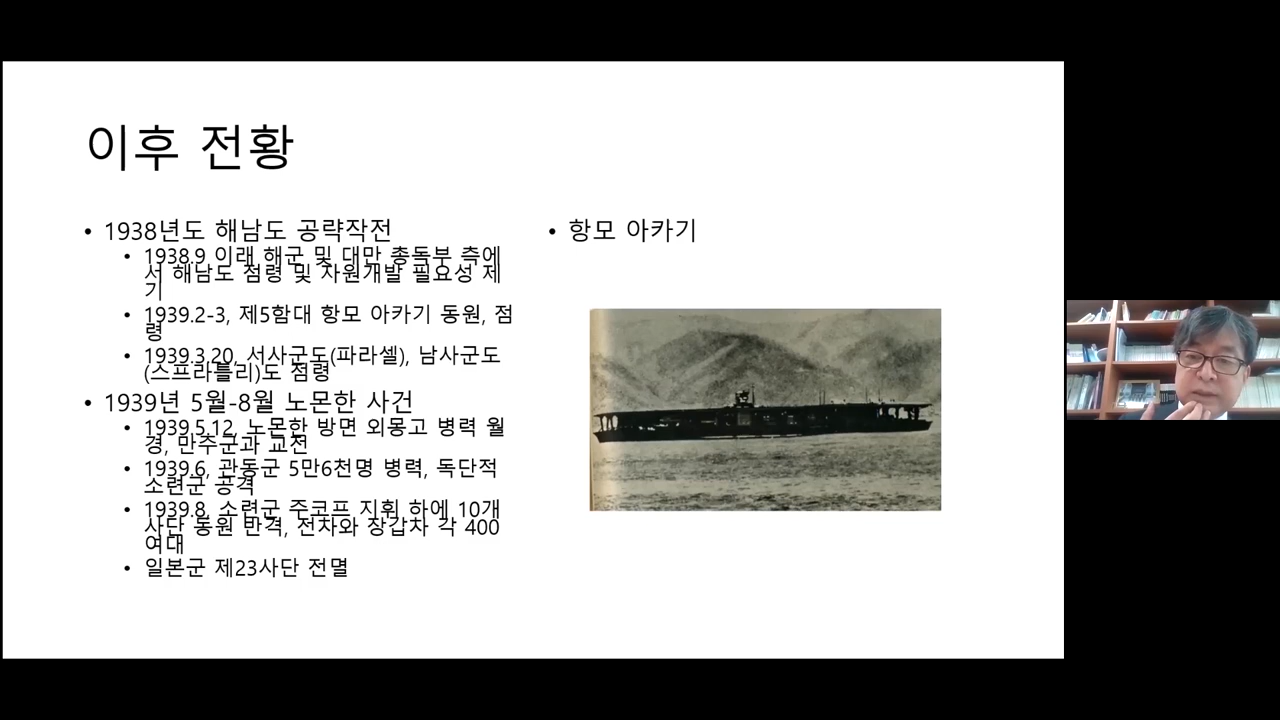 이후 전황
• 1938년도 해남도 공략작전
• 1938.9 이래 해군 및 대만 총독부 측에
서 해남도 점령 및 자원개발 필요성 제
기
• 1939.2-3, 제5함대 항모 아카기 동원, 점
령
• 1939.3.20, 서사군도(파라셀), 남사군도
(스프라틀리)도 점령
• 1939년 5월-8월 노몬한 사건
• 1939.5.12, 노몬한 방면 외몽고 병력 월
경, 만주군과 교전
• 1939.6, 관동군 5만6천명 병력, 독단적
소련군 공격
• 1939.8, 소련군 주코프 지휘 하에 10개
사단 동원 반격, 전차와 장갑차 각 400
여대
• 일본군 제23사단 전멸
• 항모 아카기